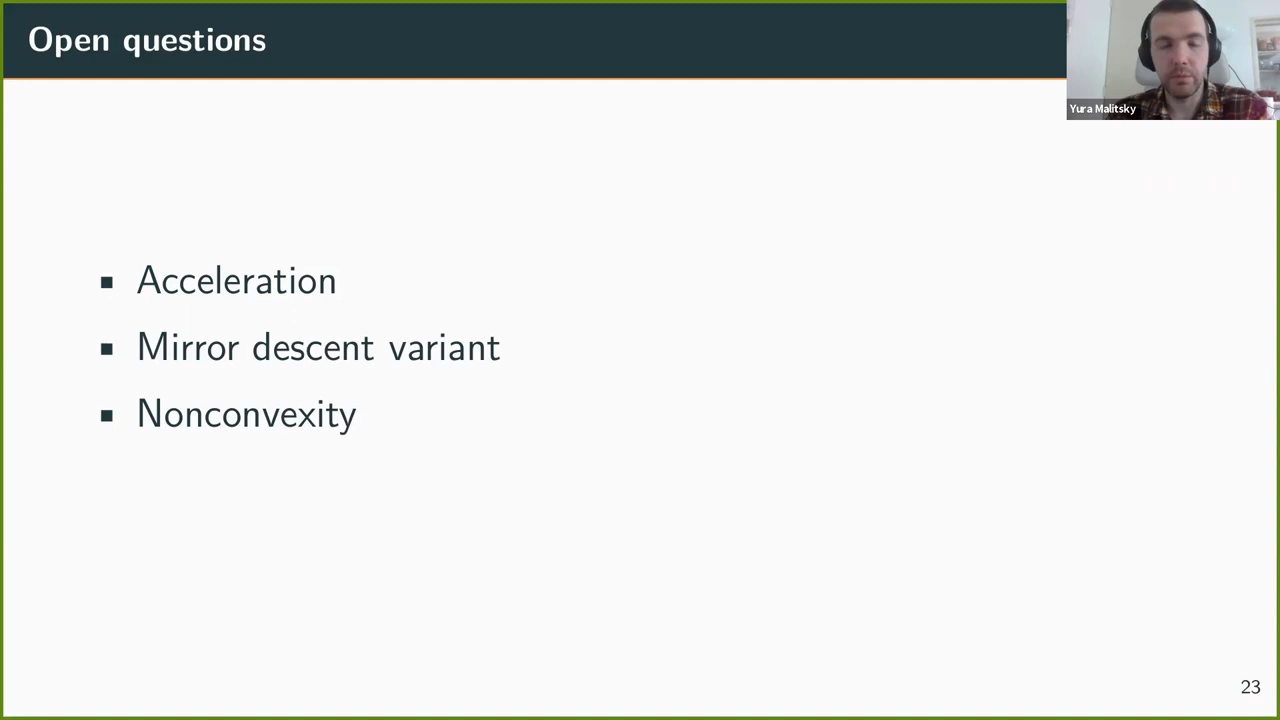 Open questions
Yura Malitsky
Acceleration
Mirror descent variant
Nonconvexity
23